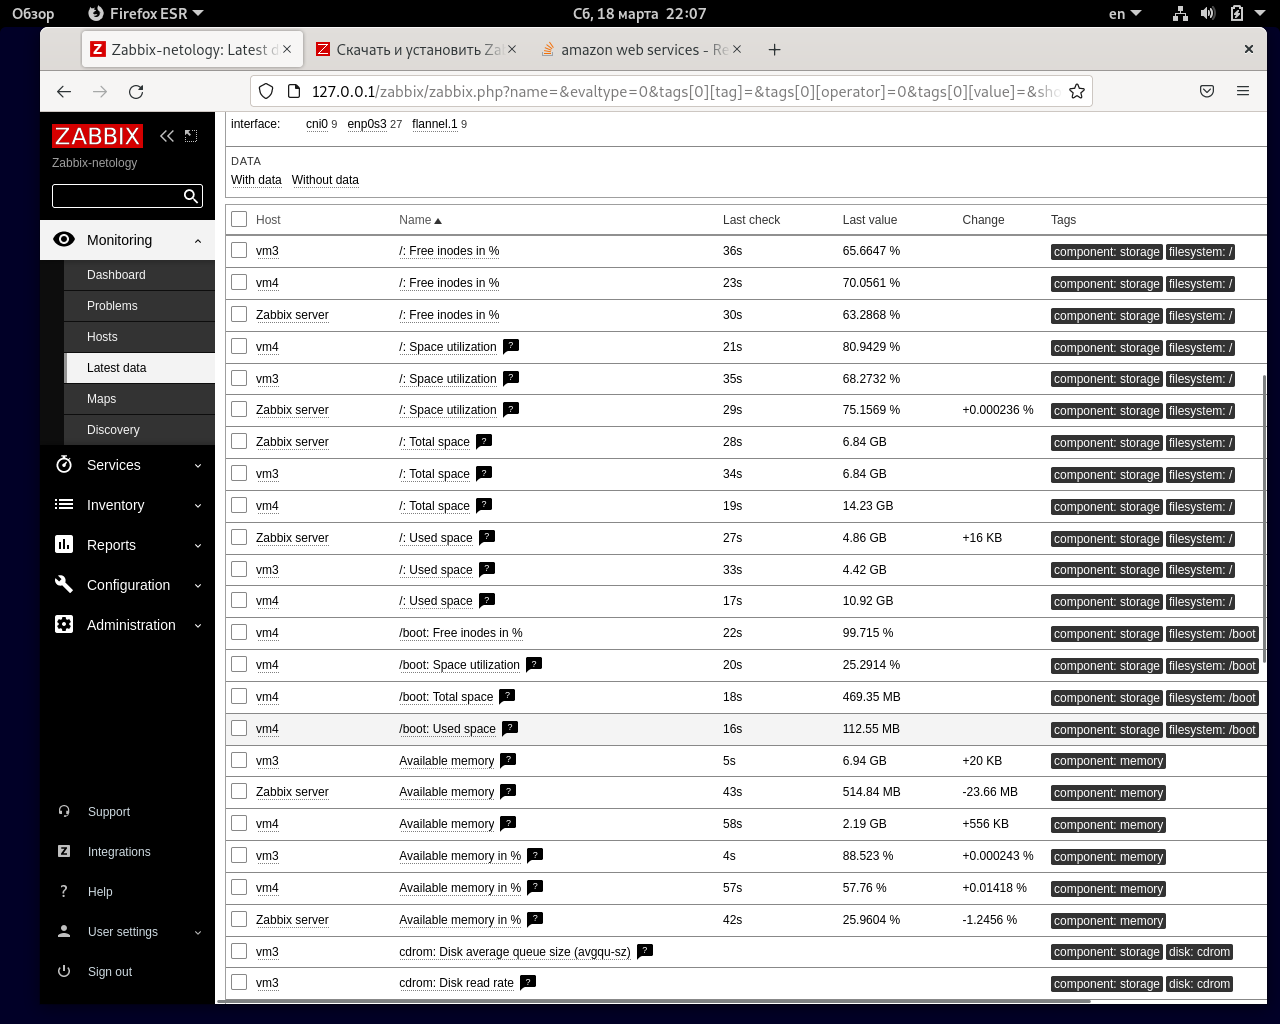 Обзор Firefox ESR Сб, 18 марта 22:07 en
Zabbix-netology: Latest d Скачать и установить Za amazon web services - Re
127.0.0.1/zabbix/zabbix.php?name=&evaltype=0&tags[0][tag]=&tags[0][operator]=0&tags[0][value]=&sho
ZABBIX
Zabbix-netology
Monitoring
Dashboard
Problems
Hosts
Latest data
Maps
Discovery
Services
Inventory
Reports
Configuration
Administration
Support
Integrations
Help
User settings
Sign out
interface: cni0 9 enp0s3 27 flannel.1 9
DATA
With data Without data
Host Name Last check Last value Change Tags
vm3 /: Free inodes in % 36s 65.6647 % component: storage filesystem: /
vm4 /: Free inodes in % 23s 70.0561 % component: storage filesystem: /
Zabbix server /: Free inodes in % 30s 63.2868 % component: storage filesystem: /
vm4 /: Space utilization ? 21s 80.9429 % component: storage filesystem: /
vm3 /: Space utilization ? 35s 68.2732 % component: storage filesystem: /
Zabbix server /: Space utilization ? 29s 75.1569 % +0.000236 % component: storage filesystem: /
Zabbix server /: Total space ? 28s 6.84 GB component: storage filesystem: /
vm3 /: Total space ? 34s 6.84 GB component: storage filesystem: /
vm4 /: Total space ? 19s 14.23 GB component: storage filesystem: /
Zabbix server /: Used space ? 27s 4.86 GB +16 KB component: storage filesystem: /
vm3 /: Used space ? 33s 4.42 GB component: storage filesystem: /
vm4 /: Used space ? 17s 10.92 GB component: storage filesystem: /
vm4 /boot: Free inodes in % 22s 99.715 % component: storage filesystem: /boot
vm4 /boot: Space utilization ? 20s 25.2914 % component: storage filesystem: /boot
vm4 /boot: Total space ? 18s 469.35 MB component: storage filesystem: /boot
vm4 /boot: Used space ? 16s 112.55 MB component: storage filesystem: /boot
vm3 Available memory ? 5s 6.94 GB +20 KB component: memory
Zabbix server Available memory ? 43s 514.84 MB -23.66 MB component: memory
vm4 Available memory ? 58s 2.19 GB +556 KB component: memory
vm3 Available memory in % ? 4s 88.523 % +0.000243 % component: memory
vm4 Available memory in % ? 57s 57.76 % +0.01418 % component: memory
Zabbix server Available memory in % ? 42s 25.9604 % -1.2456 % component: memory
vm3 cdrom: Disk average queue size (avgqu-sz) ? component: storage disk: cdrom
vm3 cdrom: Disk read rate ? component: storage disk: cdrom